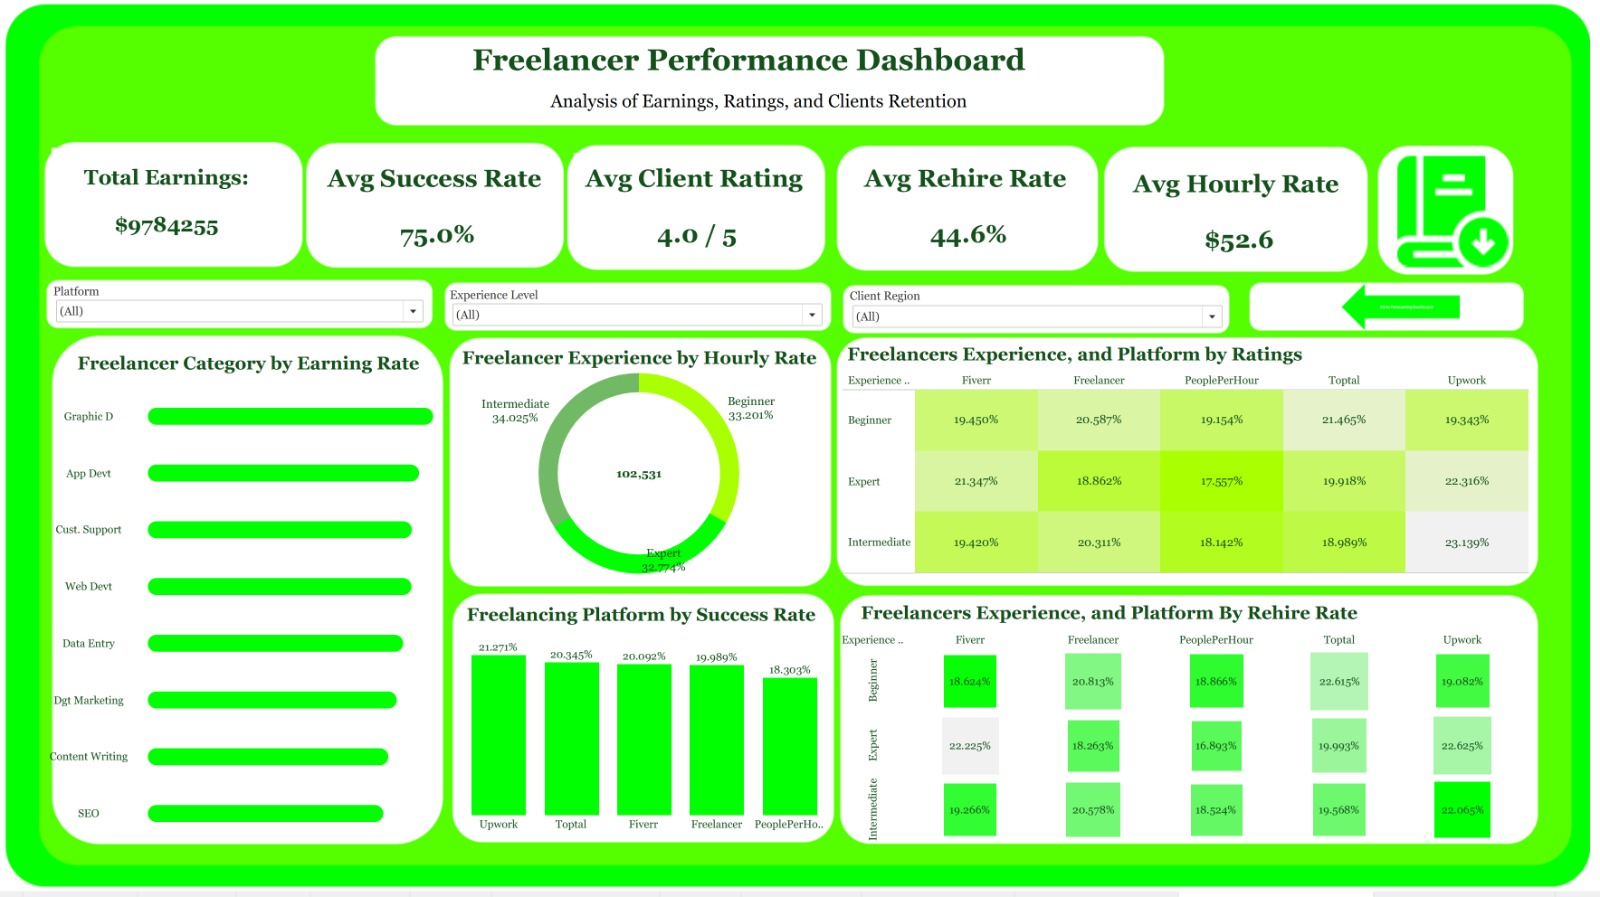 Freelancer Performance Dashboard
Analysis of Earnings, Ratings, and Clients Retention
Total Earnings:
$9784255
Avg Success Rate
75.0%
Avg Client Rating
4.0 / 5
Avg Rehire Rate
44.6%
Avg Hourly Rate
$52.6
Platform
(All)
Experience Level
(All)
Client Region
(All)
Freelancer Category by Earning Rate
Graphic D
App Devt
Cust. Support
Web Devt
Data Entry
Dgt Marketing
Content Writing
SEO
Freelancer Experience by Hourly Rate
Intermediate
34.025%
Beginner
33.201%
102,531
Expert
32.774%
Freelancers Experience, and Platform by Ratings
Experience .. Fiverr Freelancer PeoplePerHour Toptal Upwork
Beginner 19.450% 20.587% 19.154% 21.465% 19.343%
Expert 21.347% 18.862% 17.557% 19.918% 22.316%
Intermediate 19.420% 20.311% 18.142% 18.989% 23.139%
Freelancing Platform by Success Rate
21.271% 20.345% 20.092% 19.989% 18.303%
Upwork Toptal Fiverr Freelancer PeoplePerHo..
Freelancers Experience, and Platform By Rehire Rate
Experience .. Fiverr Freelancer PeoplePerHour Toptal Upwork
Beginner 18.624% 20.813% 18.866% 22.615% 19.082%
Expert 22.225% 18.263% 16.893% 19.993% 22.625%
Intermediate 19.266% 20.578% 18.524% 19.568% 22.065%